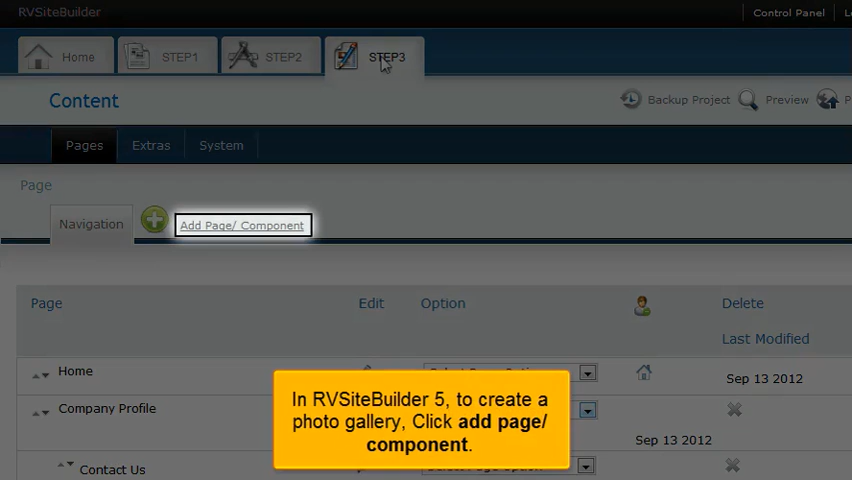 RVSiteBuilder
Control Panel
Home
STEP1
STEP2
STEP3
Content
Backup Project
Preview
Pages
Extras
System
Page
Navigation
Add Page/ Component
Page
Edit
Option
Delete
Last Modified
Home
Sep 13 2012
Company Profile
Sep 13 2012
Contact Us
In RVSiteBuilder 5, to create a
photo gallery, Click add page/
component.